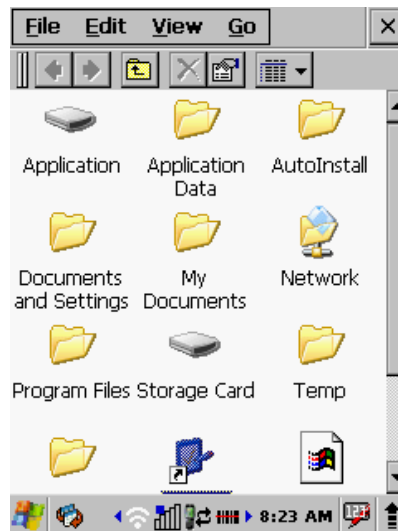 File Edit View Go
Application
Application
Data
AutoInstall
Documents
and Settings
My
Documents
Network
Program Files
Storage Card
Temp
8:23 AM
123